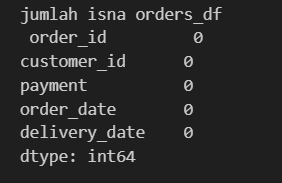 jumlah isna orders_df
order_id 0
customer_id 0
payment 0
order_date 0
delivery_date 0
dtype: int64